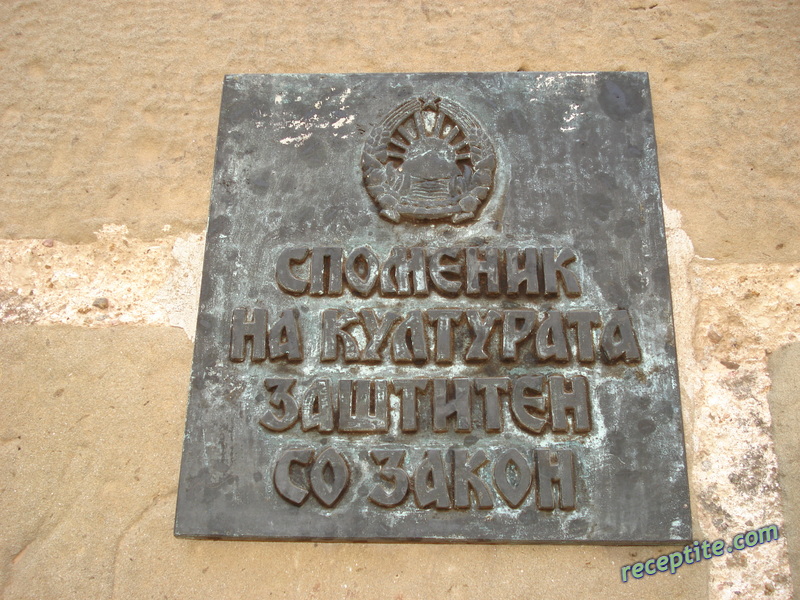 СПОМЕНИК
НА КУЛТУРАТА
ЗАШТИТЕН
СО ЗАКОН
receptite.com